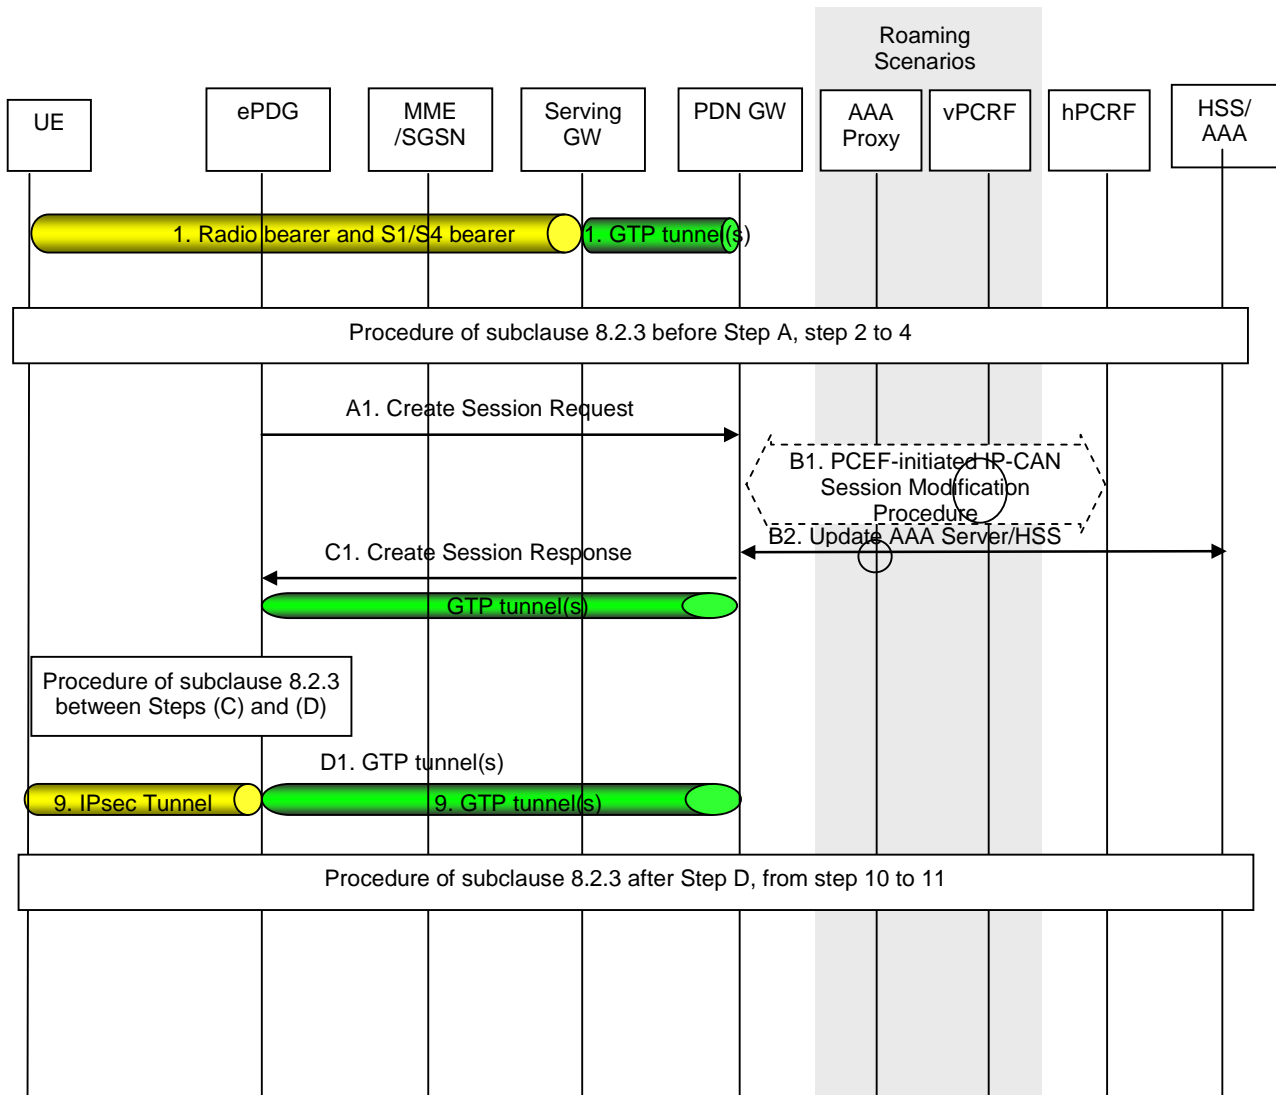 Roaming
Scenarios
UE
ePDG
MME
/SGSN
Serving
GW
PDN GW
AAA
Proxy
vPCRF
hPCRF
HSS/
AAA
1. Radio bearer and S1/S4 bearer
1. GTP tunnel(s)
Procedure of subclause 8.2.3 before Step A, step 2 to 4
A1. Create Session Request
B1. PCEF-initiated IP-CAN
Session Modification
Procedure
B2. Update AAA Server/HSS
C1. Create Session Response
GTP tunnel(s)
Procedure of subclause 8.2.3
between Steps (C) and (D)
D1. GTP tunnel(s)
9. IPsec Tunnel
9. GTP tunnel(s)
Procedure of subclause 8.2.3 after Step D, from step 10 to 11